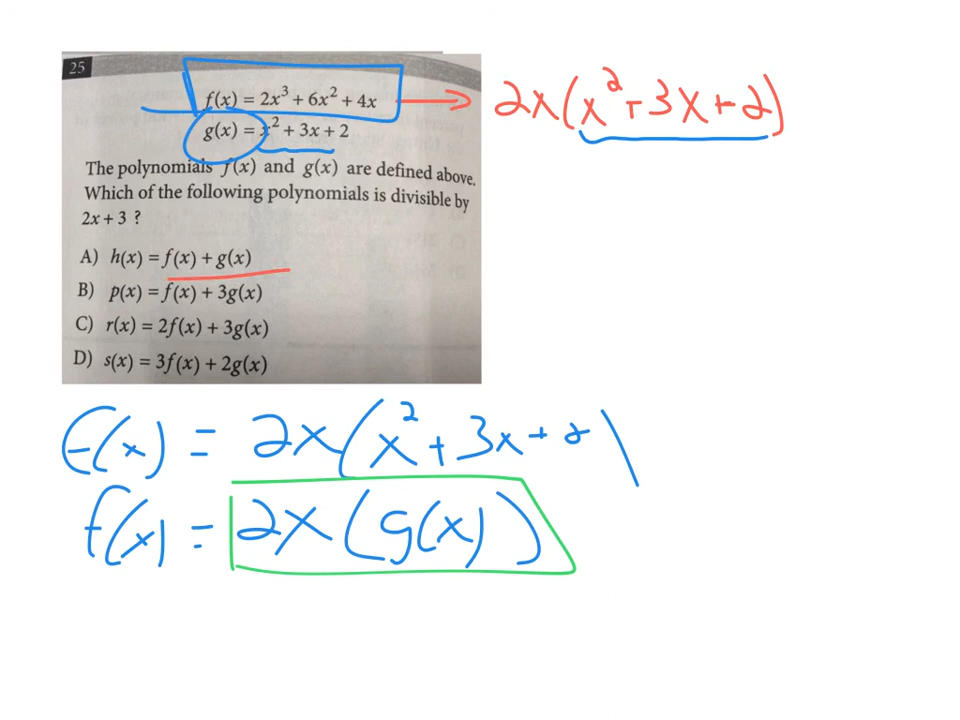 25
f(x) = 2x³ + 6x² + 4x
2x(x² + 3x + 2)
g(x) = x² + 3x + 2
The polynomials f(x) and g(x) are defined above.
Which of the following polynomials is divisible by
2x + 3 ?
A) h(x) = f(x) + g(x)
B) p(x) = f(x) + 3g(x)
C) r(x) = 2f(x) + 3g(x)
D) s(x) = 3f(x) + 2g(x)
f(x) = 2x(x² + 3x + 2)
f(x) = 2x(g(x))